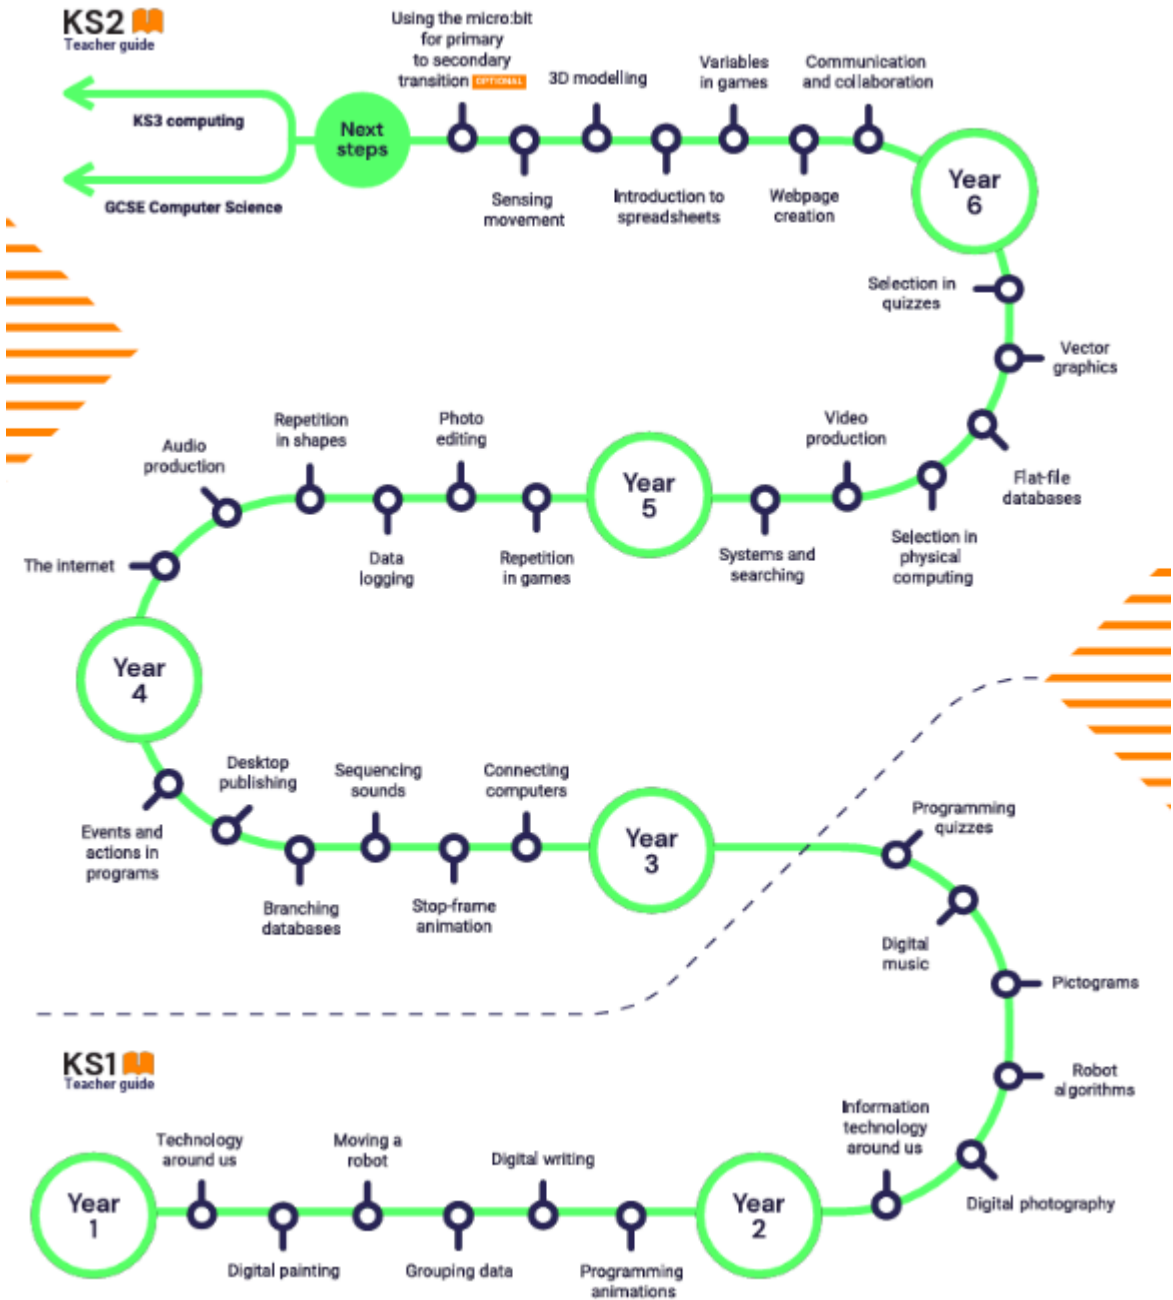 KS2
Teacher guide
Using the micro:bit
for primary
to secondary
transition OPTIONAL
3D modelling
Variables
in games
Communication
and collaboration
KS3 computing
Next
steps
GCSE Computer Science
Sensing
movement
Introduction to
spreadsheets
Webpage
creation
Year
6
Selection in
quizzes
Vector
graphics
Flat-file
databases
Video
production
Selection in
physical
computing
Systems and
searching
Year
5
Photo
editing
Repetition
in games
Repetition
in shapes
Data
logging
Audio
production
The internet
Year
4
Events and
actions in
programs
Desktop
publishing
Branching
databases
Sequencing
sounds
Stop-frame
animation
Connecting
computers
Year
3
Programming
quizzes
Digital
music
Pictograms
Robot
algorithms
Digital photography
Information
technology
around us
KS1
Teacher guide
Year
1
Technology
around us
Digital painting
Moving a
robot
Grouping data
Digital writing
Programming
animations
Year
2